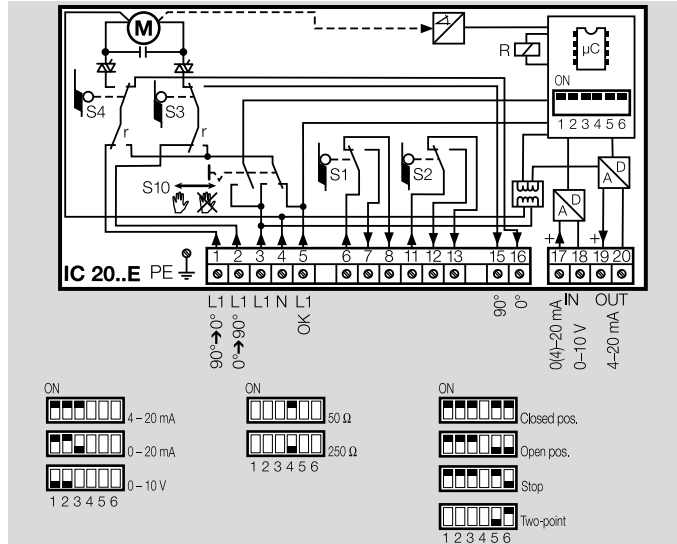 M
R
µC
ON
1 2 3 4 5 6
S4
S3
r
r
S10
S1
S2
A D
A D
+
+
IC 20..E PE
1 2 3 4 5 6 7 8 11 12 13 15 16 17 18 19 20
L1 90°➔0°
L1 0°➔90°
L1
N
L1 OK
90°
0°
0(4)–20 mA
IN
0–10 V
OUT
4–20 mA
ON
4 – 20 mA
0 – 20 mA
0 – 10 V
1 2 3 4 5 6
ON
50 Ω
250 Ω
1 2 3 4 5 6
ON
Closed pos.
Open pos.
Stop
Two-point
1 2 3 4 5 6